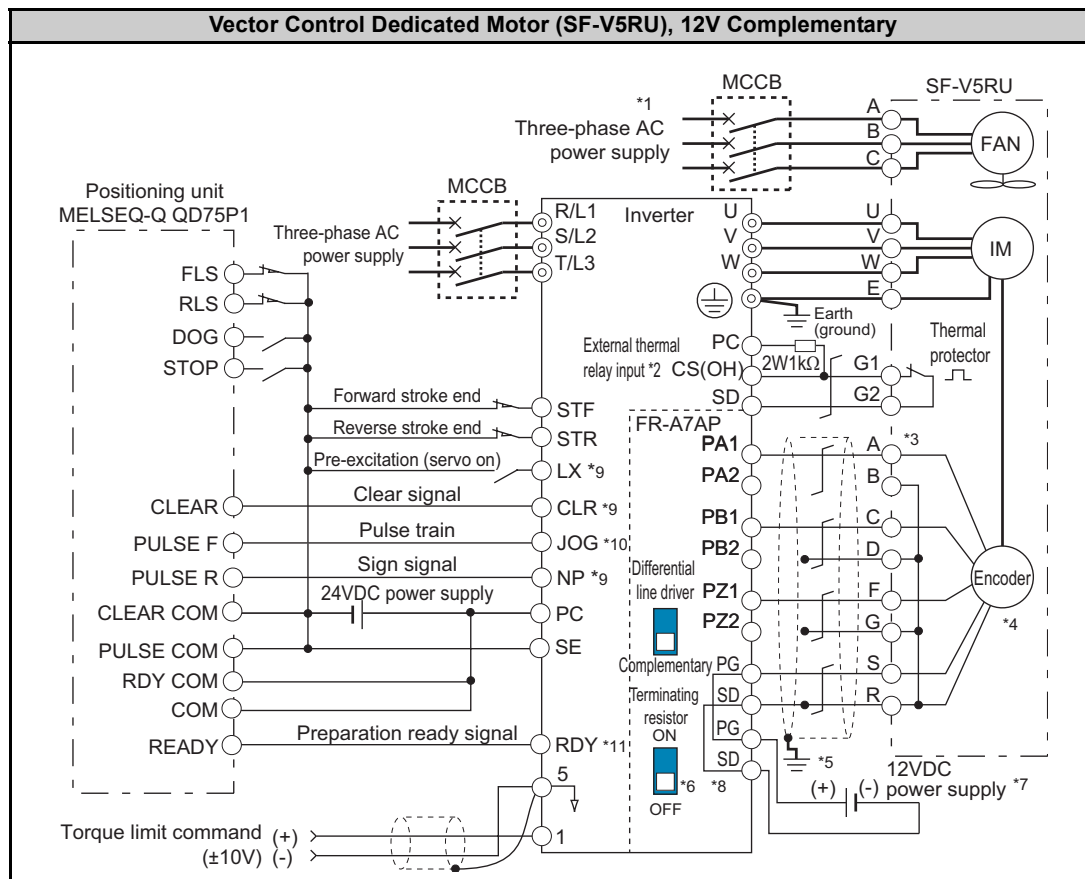 Vector Control Dedicated Motor (SF-V5RU), 12V Complementary
SF-V5RU
MCCB
*1
Three-phase AC
power supply
A
B
C
FAN
Positioning unit
MELSEQ-Q QD75P1
MCCB
Three-phase AC
power supply
R/L1
S/L2
T/L3
Inverter
U
V
W
U
V
W
E
IM
Earth
(ground)
FLS
RLS
DOG
STOP
External thermal
relay input *2
PC
CS(OH)
SD
2W1kΩ
G1
G2
Thermal
protector
Forward stroke end
STF
Reverse stroke end
STR
Pre-excitation (servo on)
LX *9
CLEAR
Clear signal
CLR *9
PULSE F
Pulse train
JOG *10
PULSE R
Sign signal
NP *9
CLEAR COM
24VDC power supply
PC
PULSE COM
SE
RDY COM
COM
READY
Preparation ready signal
RDY *11
5
Torque limit command (+)
1
(±10V) (-)
FR-A7AP
PA1
PA2
PB1
PB2
PZ1
PZ2
PG
SD
PG
SD
Differential
line driver
Complementary
Terminating
resistor
ON
*6
OFF
*8
A
*3
B
C
D
F
G
S
R
Encoder
*4
*5
12VDC
power supply *7
(+) (-)